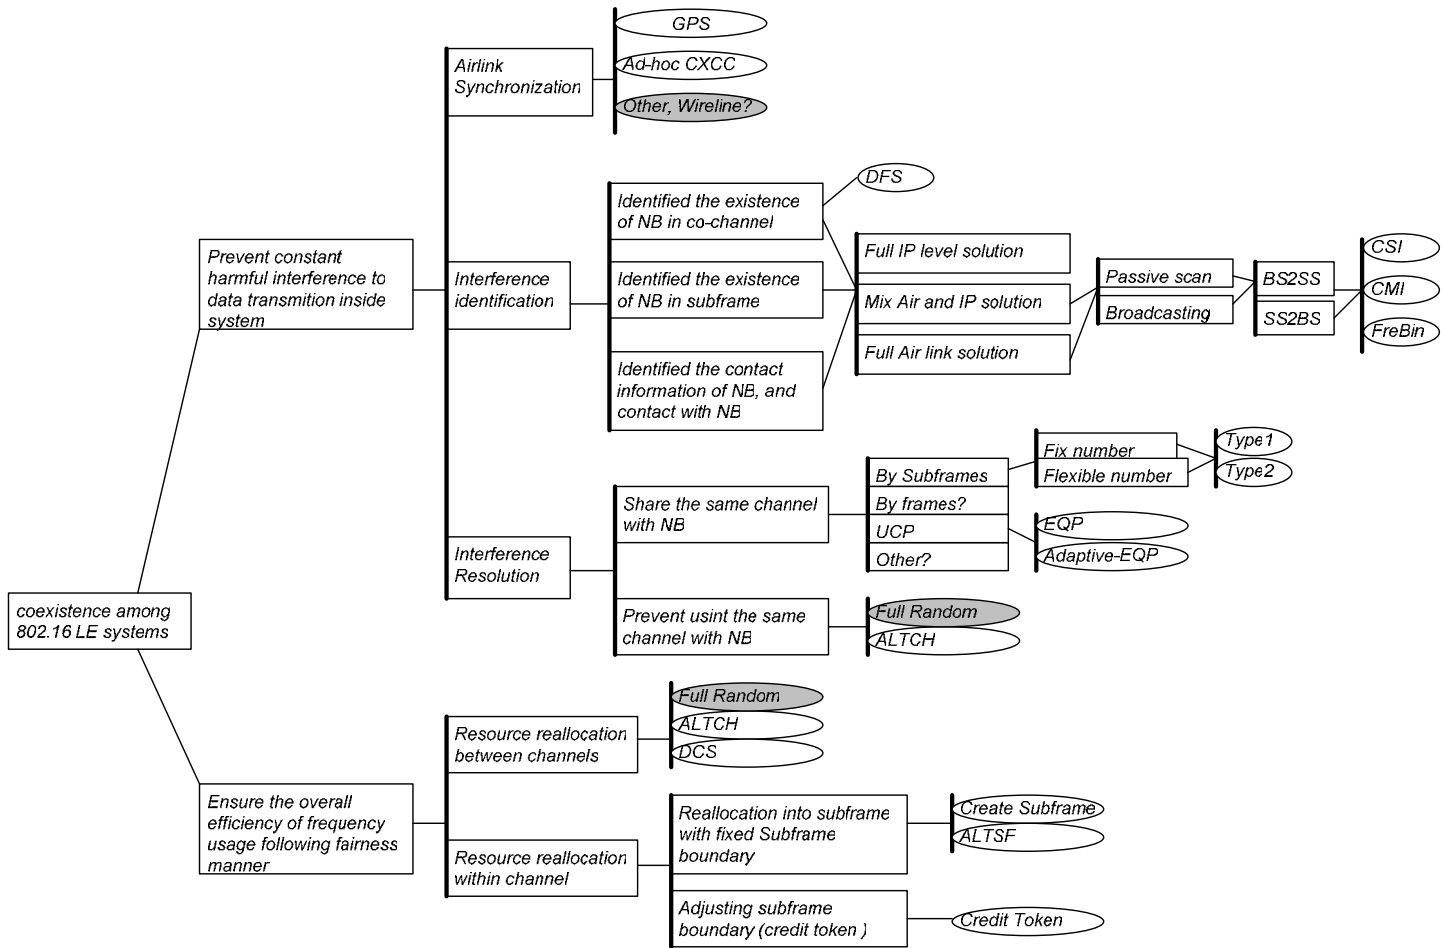 GPS
Airlink
Synchronization
Ad-hoc CXCC
Other, Wireline?
DFS
Identified the existence
of NB in co-channel
Prevent constant
harmful interference to
data transmition inside
system
Interference
identification
Identified the existence
of NB in subframe
Identified the contact
information of NB, and
contact with NB
Full IP level solution
Mix Air and IP solution
Full Air link solution
Passive scan
Broadcasting
BS2SS
SS2BS
CSI
CMI
FreBin
Interference
Resolution
Share the same channel
with NB
By Subframes
By frames?
UCP
Other?
Fix number
Flexible number
Type1
Type2
EQP
Adaptive-EQP
Prevent usint the same
channel with NB
Full Random
ALTCH
coexistence among
802.16 LE systems
Resource reallocation
between channels
Full Random
ALTCH
DCS
Ensure the overall
efficiency of frequency
usage following fairness
manner
Resource reallocation
within channel
Reallocation into subframe
with fixed Subframe
boundary
Create Subframe
ALTSF
Adjusting subframe
boundary (credit token )
Credit Token